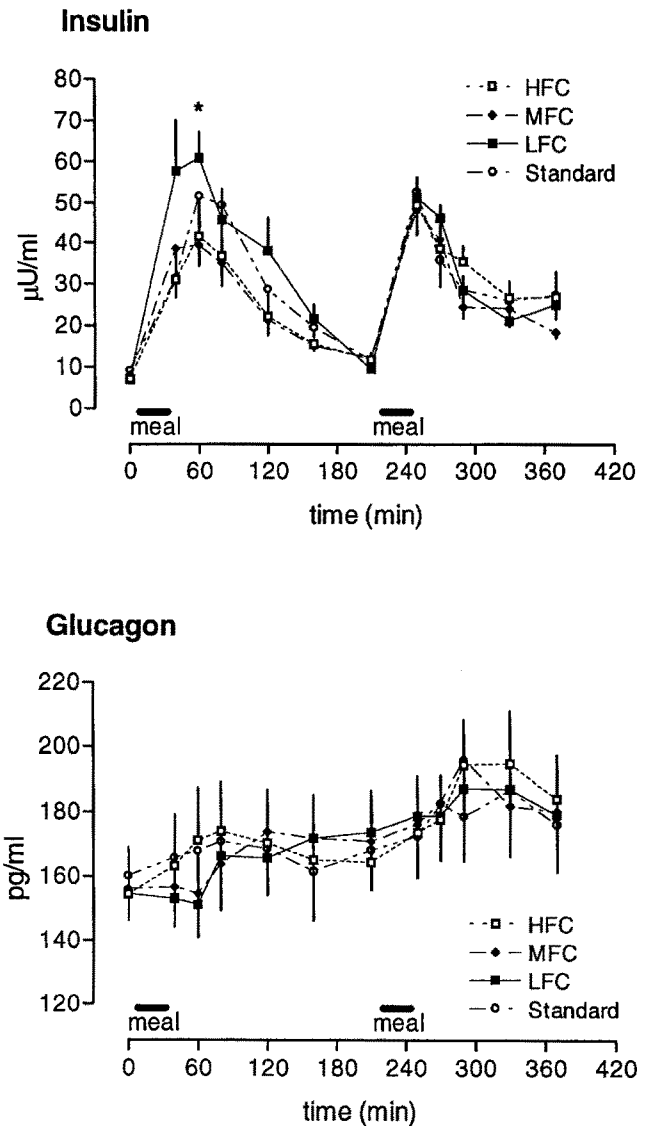 Insulin
80
70
60
50
40
30
20
10
0
µU/ml
*
HFC
MFC
LFC
Standard
meal meal
0 60 120 180 240 300 360 420
time (min)
Glucagon
220
200
180
160
140
120
pg/ml
HFC
MFC
LFC
Standard
meal meal
0 60 120 180 240 300 360 420
time (min)